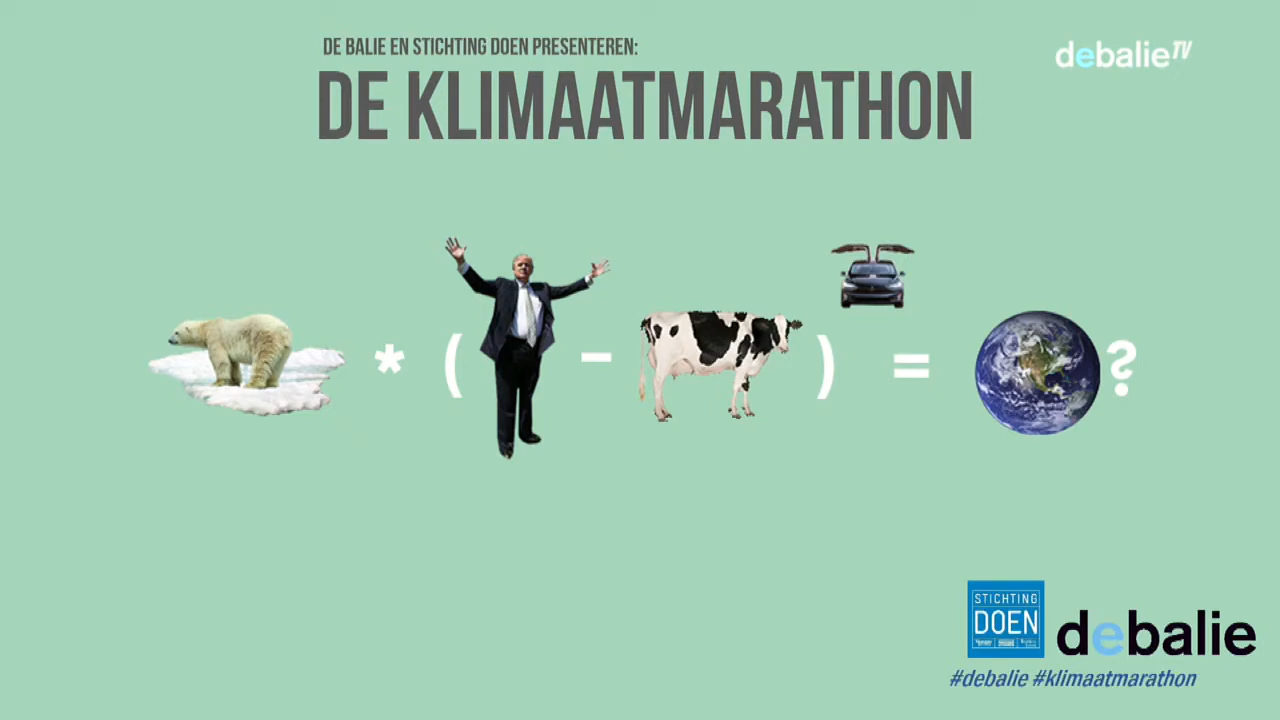 DE BALIE EN STICHTING DOEN PRESENTEREN:
debalieTV
DE KLIMAATMARATHON
* ( − ) = ?
STICHTING
DOEN
debalie
#debalie #klimaatmarathon